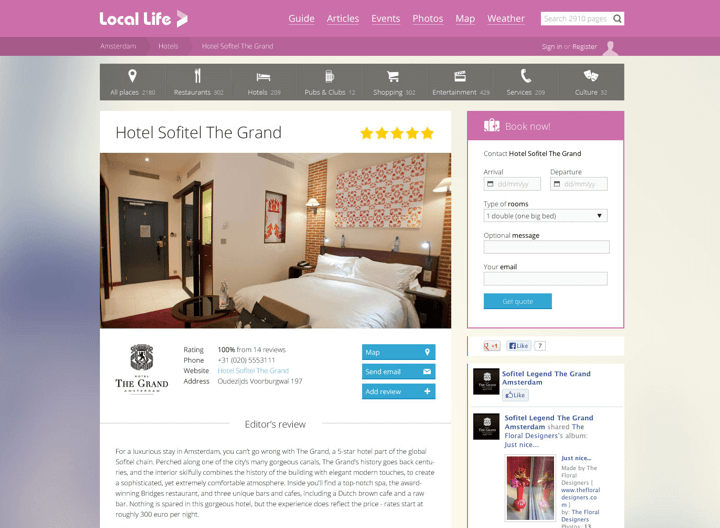 Local Life
Guide Articles Events Photos Map Weather
Search 2910 pages
Amsterdam Hotels Hotel Sofitel The Grand
Sign in or Register
All places 2180
Restaurants 302
Hotels 209
Pubs & Clubs 12
Shopping 302
Entertainment 429
Services 209
Culture 32
Hotel Sofitel The Grand
HOTEL
THE GRAND
AMSTERDAM
Rating 100% from 14 reviews
Phone +31 (020) 5553111
Website Hotel Sofitel The Grand
Address Oudezijds Voorburgwal 197
Map
Send email
Add review
Editor's review
For a luxurious stay in Amsterdam, you can't go wrong with The Grand, a 5-star hotel part of the global
Sofitel chain. Perched along one of the city's many gorgeous canals, The Grand's history goes back centu-
ries, and the interior skilfully combines the history of the building with elegant modern touches, to create
a sophisticated, yet extremely comfortable atmosphere. Inside you'll find a top-notch spa, the award-
winning Bridges restaurant, and three unique bars and cafes, including a Dutch brown cafe and a raw
bar. Nothing is spared in this gorgeous hotel, but the experience does reflect the price - rates start at
roughly 300 euro per night.
Book now!
Contact Hotel Sofitel The Grand
Arrival Departure
dd/mm/yy dd/mm/yy
Type of rooms
1 double (one big bed)
Optional message
Your email
Get quote
+1 Like 7
Sofitel Legend The Grand
Amsterdam
Like
Sofitel Legend The Grand
Amsterdam shared The
Floral Designers's album:
Just nice...
Just nice...
Made by The
Floral
Designers |
www.thefloral
designers.co
m |
by: The Floral
Designers
Photos: 13